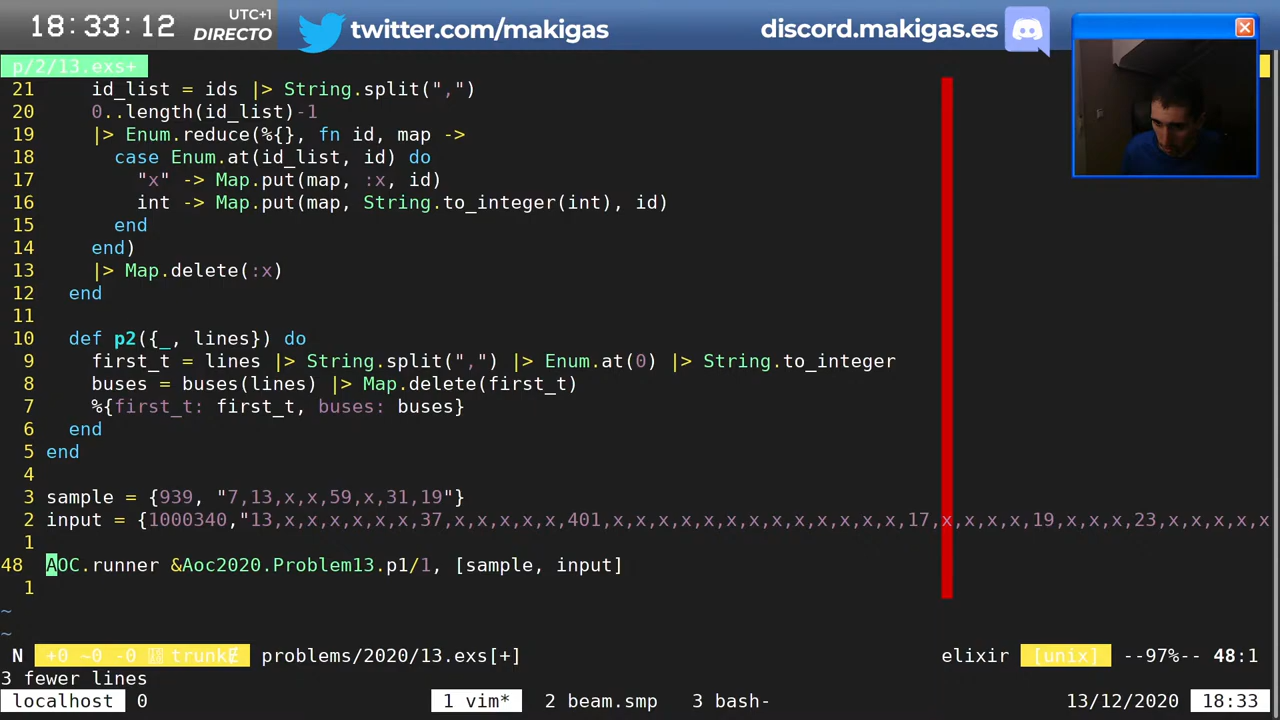 18:33:12
UTC+1
DIRECTO
twitter.com/makigas
discord.makigas.es
p/2/13.exs+
21 id_list = ids |> String.split(",")
20 0..length(id_list)-1
19 |> Enum.reduce(%{}, fn id, map ->
18 case Enum.at(id_list, id) do
17 "x" -> Map.put(map, :x, id)
16 int -> Map.put(map, String.to_integer(int), id)
15 end
14 end)
13 |> Map.delete(:x)
12 end
11
10 def p2({_, lines}) do
9 first_t = lines |> String.split(",") |> Enum.at(0) |> String.to_integer
8 buses = buses(lines) |> Map.delete(first_t)
7 %{first_t: first_t, buses: buses}
6 end
5 end
4
3 sample = {939, "7,13,x,x,59,x,31,19"}
2 input = {1000340,"13,x,x,x,x,x,x,37,x,x,x,x,x,401,x,x,x,x,x,x,x,x,x,x,x,x,x,17,x,x,x,x,19,x,x,x,23,x,x,x,x,x
1
48 AOC.runner &Aoc2020.Problem13.p1/1, [sample, input]
1
~
~
N +0 ~0 -0 trunk problems/2020/13.exs[+] elixir [unix] --97%-- 48:1
3 fewer lines
localhost 0 1 vim* 2 beam.smp 3 bash- 13/12/2020 18:33